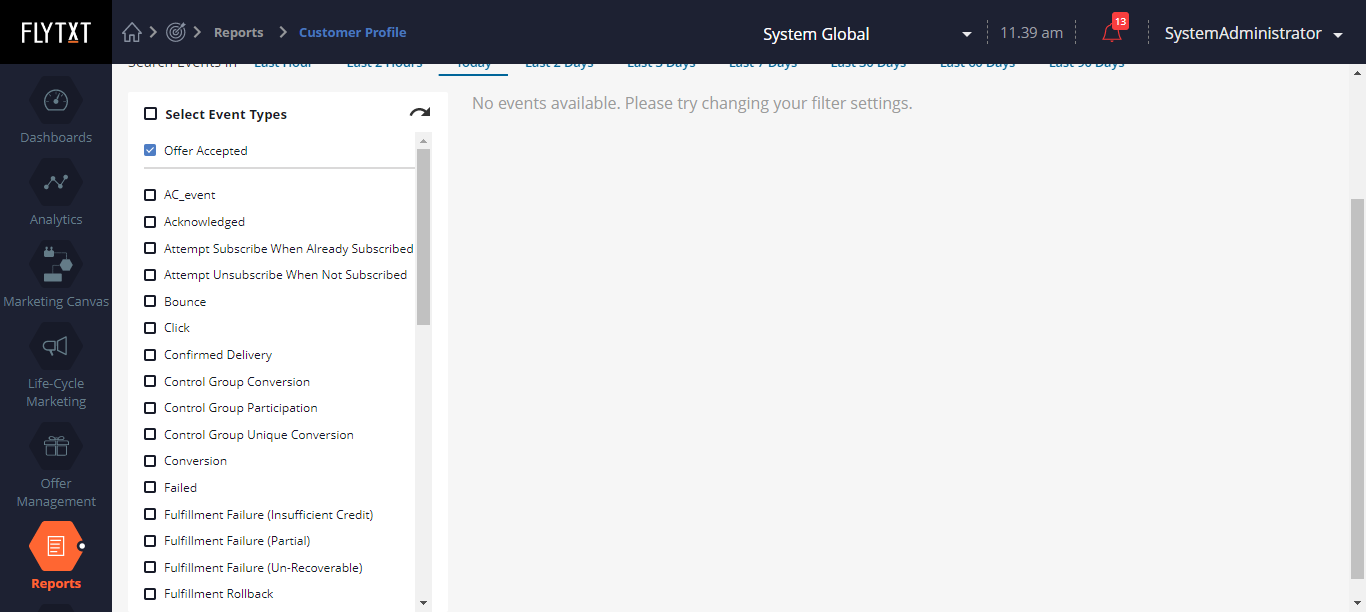 FLYTXT
Reports
Customer Profile
System Global
11.39 am
13
SystemAdministrator
Search Events in
Last Hour
Last 2 Hours
Today
Last 2 Days
Last 7 Days
Last 30 Days
Last 60 Days
Last 90 Days
Dashboards
Analytics
Marketing Canvas
Life-Cycle
Marketing
Offer
Management
Reports
Select Event Types
Offer Accepted
AC_event
Acknowledged
Attempt Subscribe When Already Subscribed
Attempt Unsubscribe When Not Subscribed
Bounce
Click
Confirmed Delivery
Control Group Conversion
Control Group Participation
Control Group Unique Conversion
Conversion
Failed
Fulfillment Failure (Insufficient Credit)
Fulfillment Failure (Partial)
Fulfillment Failure (Un-Recoverable)
Fulfillment Rollback
No events available. Please try changing your filter settings.